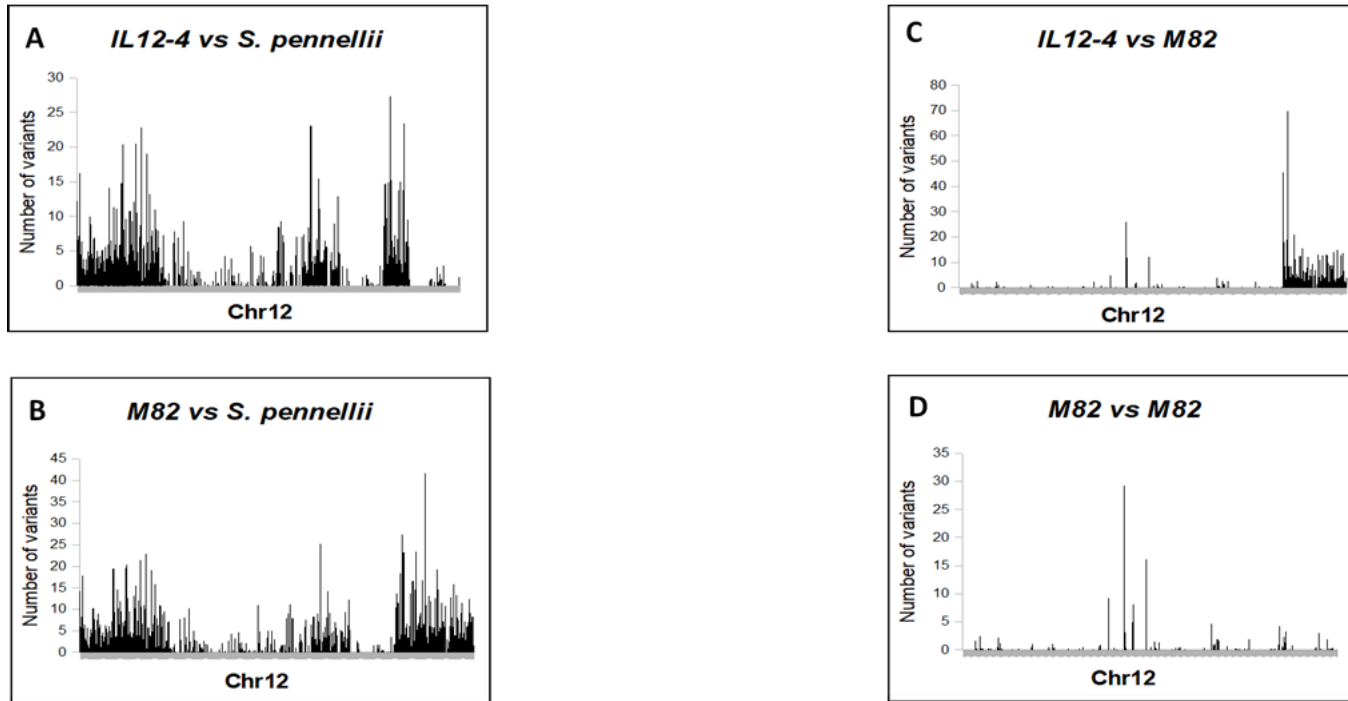 A
IL12-4 vs S. pennellii
Number of variants
30
25
20
15
10
5
0
Chr12
C
IL12-4 vs M82
Number of variants
80
70
60
50
40
30
20
10
0
Chr12
B
M82 vs S. pennellii
Number of variants
45
40
35
30
25
20
15
10
5
0
Chr12
D
M82 vs M82
Number of variants
35
30
25
20
15
10
5
0
Chr12